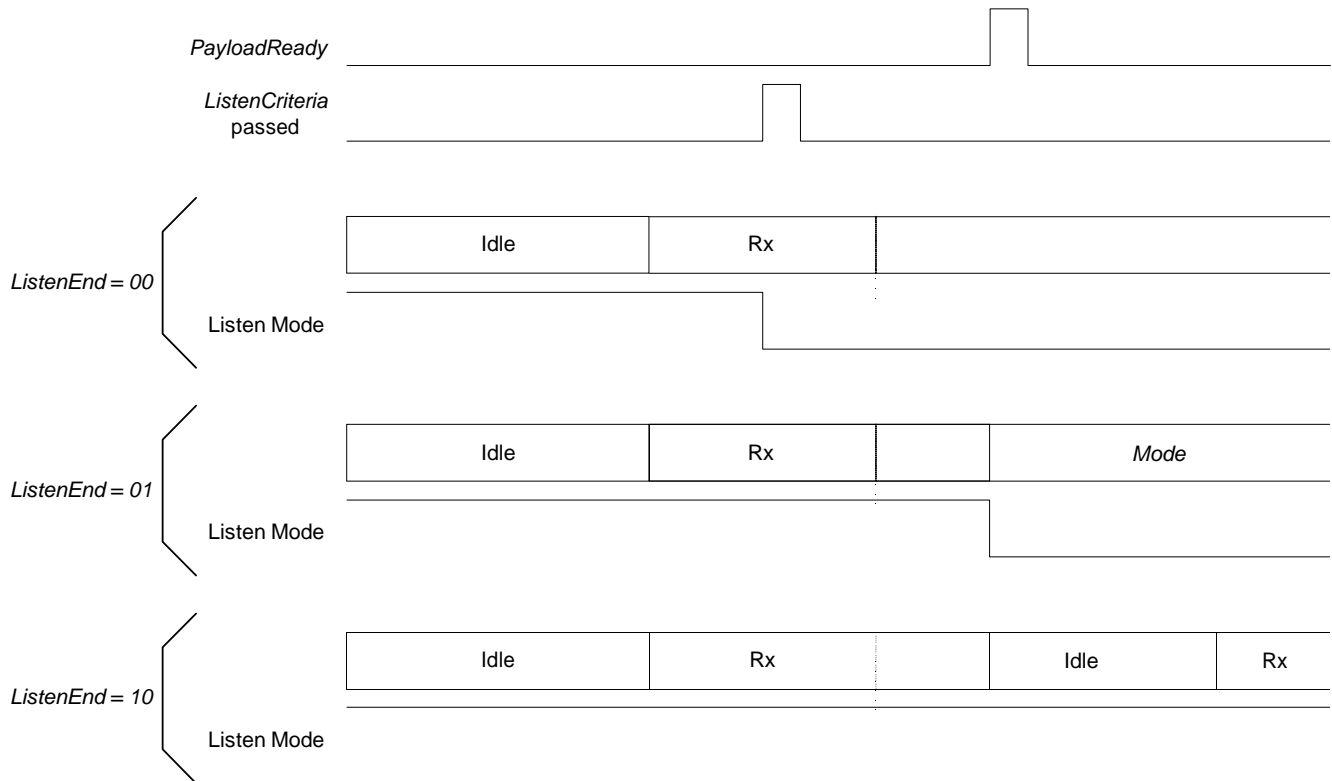 PayloadReady
ListenCriteria
passed
Idle
Rx
ListenEnd = 00
Listen Mode
Idle
Rx
Mode
ListenEnd = 01
Listen Mode
Idle
Rx
Idle
Rx
ListenEnd = 10
Listen Mode